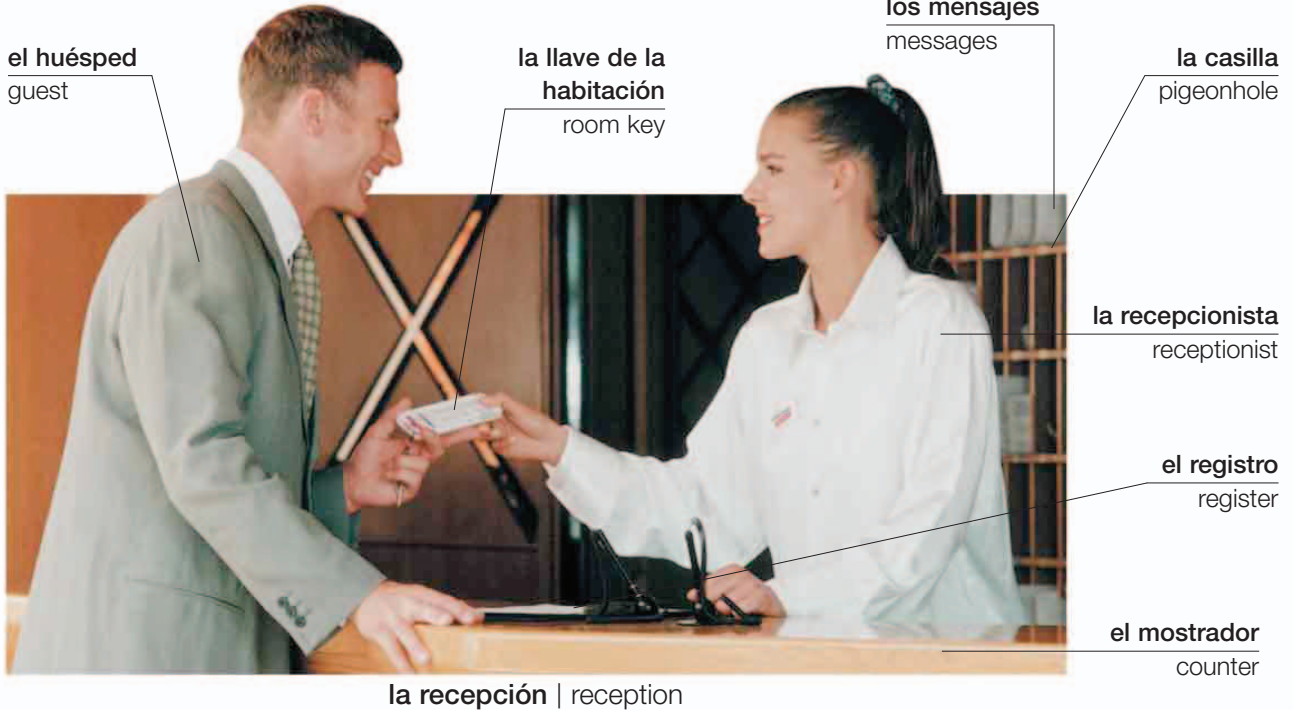 los mensajes
messages
el huésped
guest
la llave de la
habitación
room key
la casilla
pigeonhole
la recepcionista
receptionist
el registro
register
el mostrador
counter
la recepción | reception